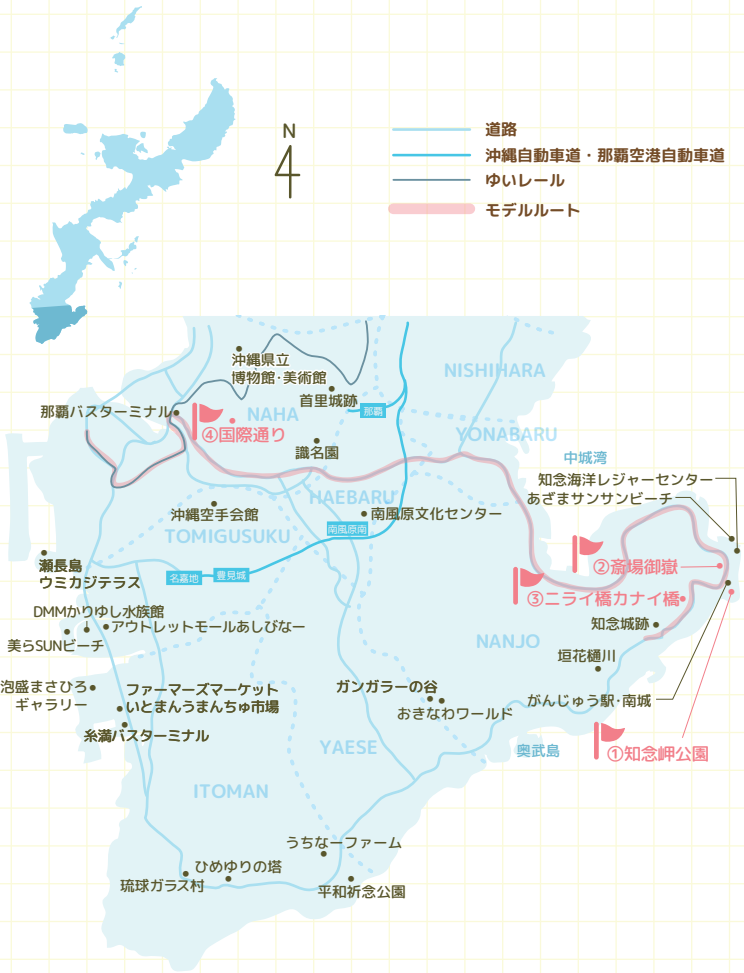 N
道路
沖縄自動車道・那覇空港自動車道
ゆいレール
モデルルート
沖縄県立
博物館・美術館
NISHIHARA
首里城跡
那覇
那覇バスターミナル
NAHA
④国際通り
YONABARU
識名園
中城湾
知念海洋レジャーセンター
あざまサンサンビーチ
HAEBARU
沖縄空手会館
南風原文化センター
南風原南
TOMIGUSUKU
瀬長島
ウミカジテラス
名嘉地
豊見城
②斎場御嶽
③ニライ橋カナイ橋
DMMかりゆし水族館
アウトレットモールあしびなー
美らSUNビーチ
知念城跡
NANJO
垣花樋川
泡盛まさひろ
ギャラリー
ファーマーズマーケット
いとまんうまんちゅ市場
ガンガラーの谷
おきなわワールド
がんじゅう駅・南城
糸満バスターミナル
YAESE
奥武島
①知念岬公園
ITOMAN
うちなーファーム
ひめゆりの塔
琉球ガラス村
平和祈念公園